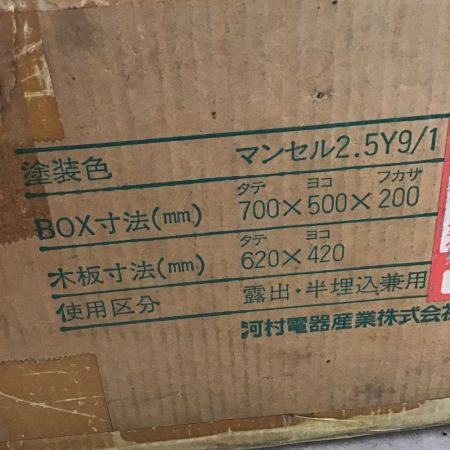 塗装色 マンセル2.5Y9/1
タテ ヨコ フカサ
BOX寸法(mm) 700×500×200
タテ ヨコ
木板寸法(mm) 620×420
使用区分 露出・半埋込兼用
河村電器産業株式会